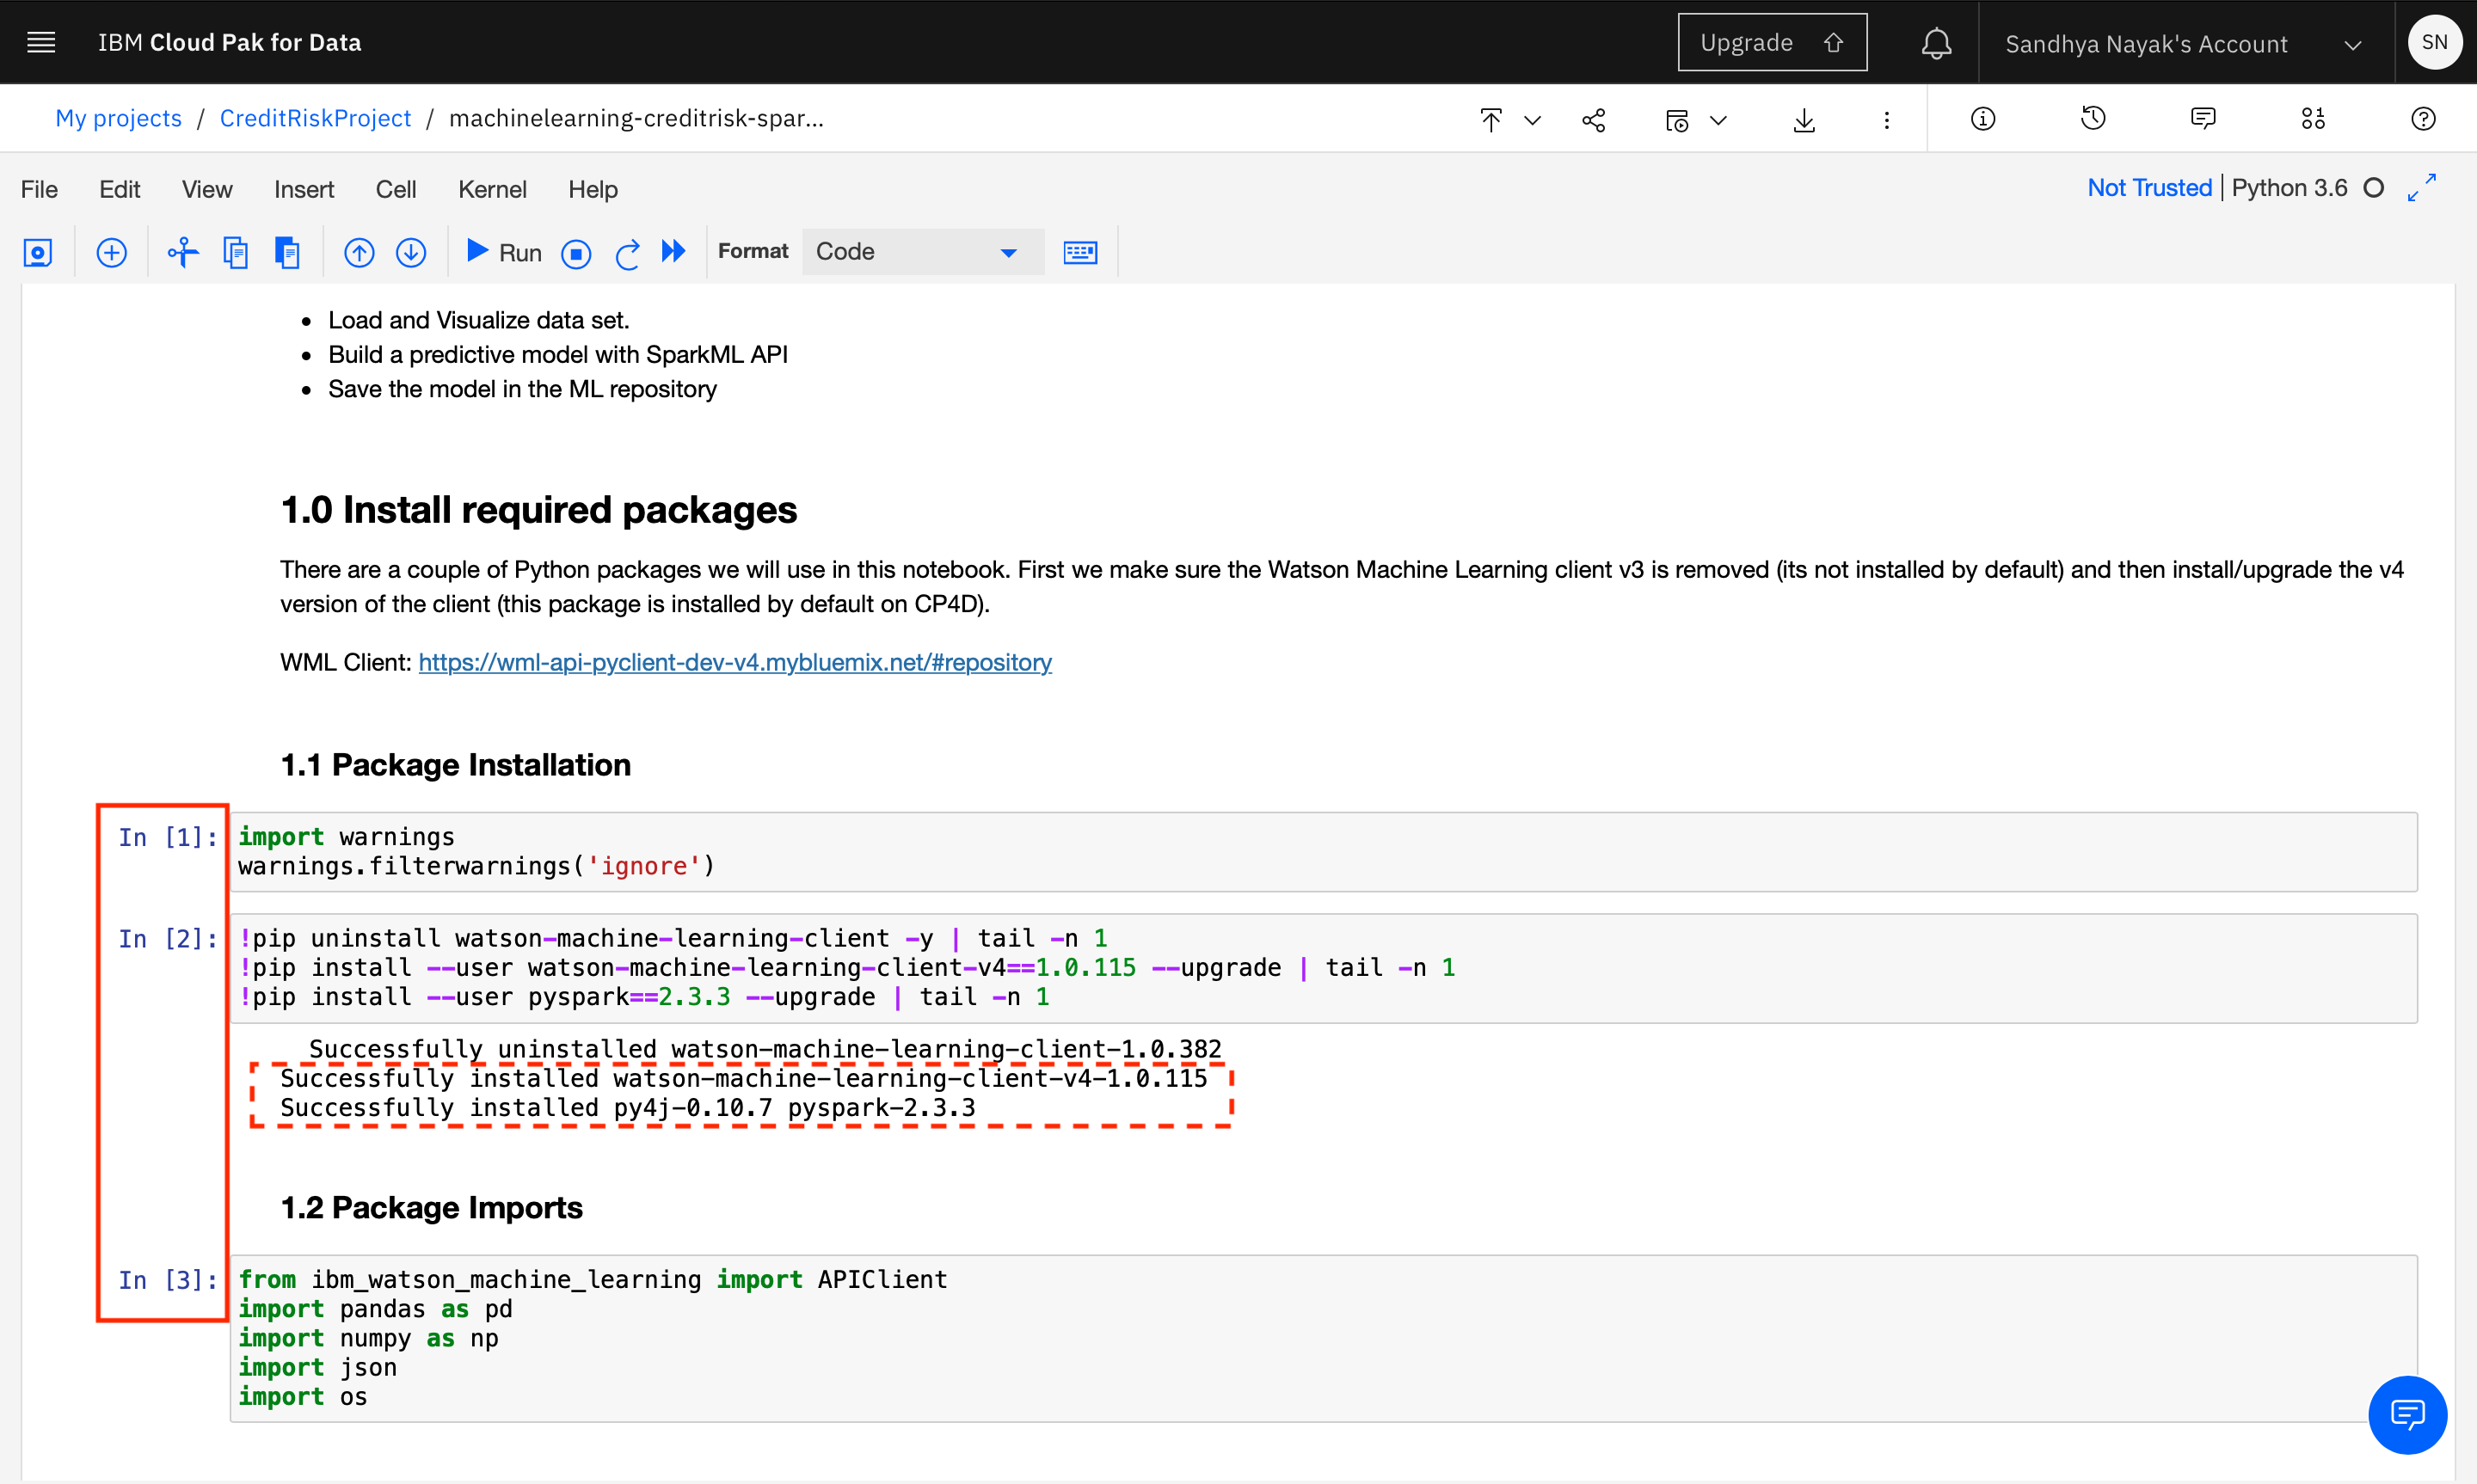 IBM Cloud Pak for Data
Upgrade
Sandhya Nayak's Account
SN
My projects / CreditRiskProject / machinelearning-creditrisk-spar...
File Edit View Insert Cell Kernel Help
Not Trusted | Python 3.6
Run
Format
Code
• Load and Visualize data set.
• Build a predictive model with SparkML API
• Save the model in the ML repository
1.0 Install required packages
There are a couple of Python packages we will use in this notebook. First we make sure the Watson Machine Learning client v3 is removed (its not installed by default) and then install/upgrade the v4
version of the client (this package is installed by default on CP4D).
WML Client: https://wml-api-pyclient-dev-v4.mybluemix.net/#repository
1.1 Package Installation
In [1]: import warnings
warnings.filterwarnings('ignore')
In [2]: !pip uninstall watson-machine-learning-client -y | tail -n 1
!pip install --user watson-machine-learning-client-v4==1.0.115 --upgrade | tail -n 1
!pip install --user pyspark==2.3.3 --upgrade | tail -n 1
Successfully uninstalled watson-machine-learning-client-1.0.382
Successfully installed watson-machine-learning-client-v4-1.0.115
Successfully installed py4j-0.10.7 pyspark-2.3.3
1.2 Package Imports
In [3]: from ibm_watson_machine_learning import APIClient
import pandas as pd
import numpy as np
import json
import os